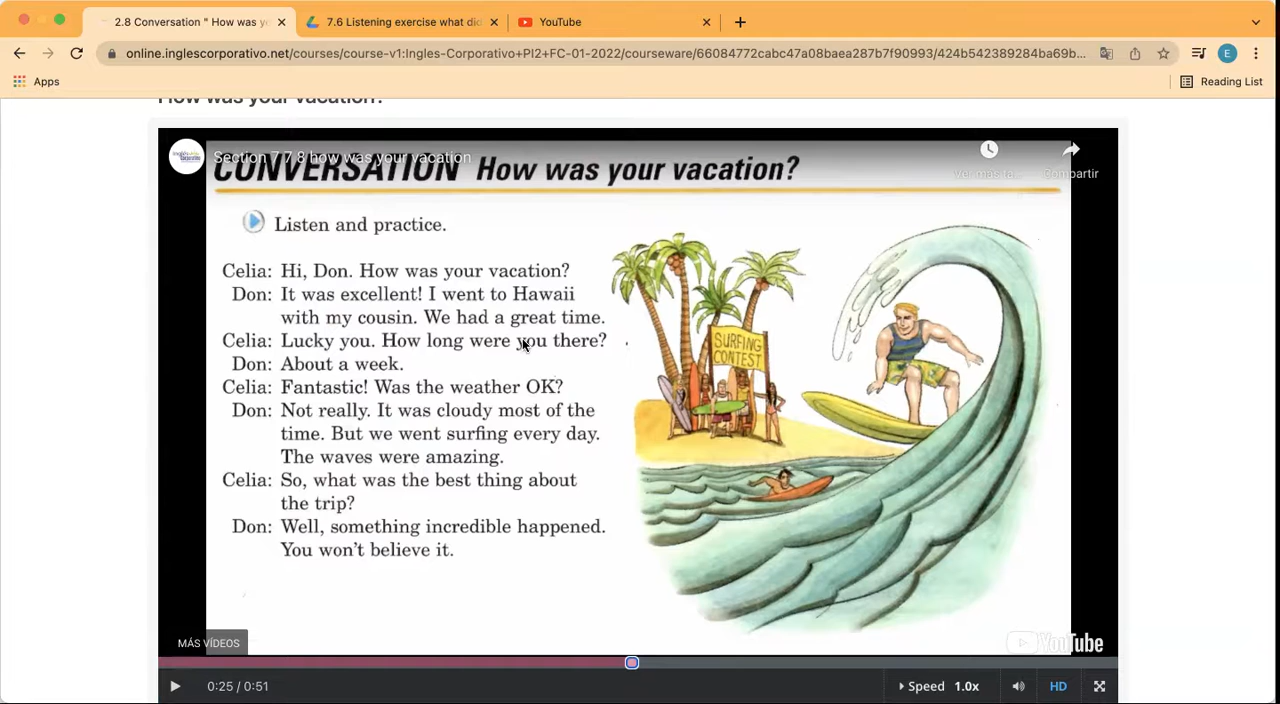 2.8 Conversation " How was yo
7.6 Listening exercise what did
YouTube
online.inglescorporativo.net/courses/course-v1:Ingles-Corporativo+PI2+FC-01-2022/courseware/66084772cabc47a08baea287b7f90993/424b542389284ba69b...
E
Apps
Reading List
How was your vacation?
Section 7 7.8 how was your vacation
CONVERSATION How was your vacation?
Ver más ta...
Compartir
Listen and practice.
Celia: Hi, Don. How was your vacation?
Don: It was excellent! I went to Hawaii
with my cousin. We had a great time.
Celia: Lucky you. How long were you there?
Don: About a week.
Celia: Fantastic! Was the weather OK?
Don: Not really. It was cloudy most of the
time. But we went surfing every day.
The waves were amazing.
Celia: So, what was the best thing about
the trip?
Don: Well, something incredible happened.
You won't believe it.
SURFING
CONTEST
MÁS VÍDEOS
YouTube
0:25 / 0:51
Speed 1.0x
HD